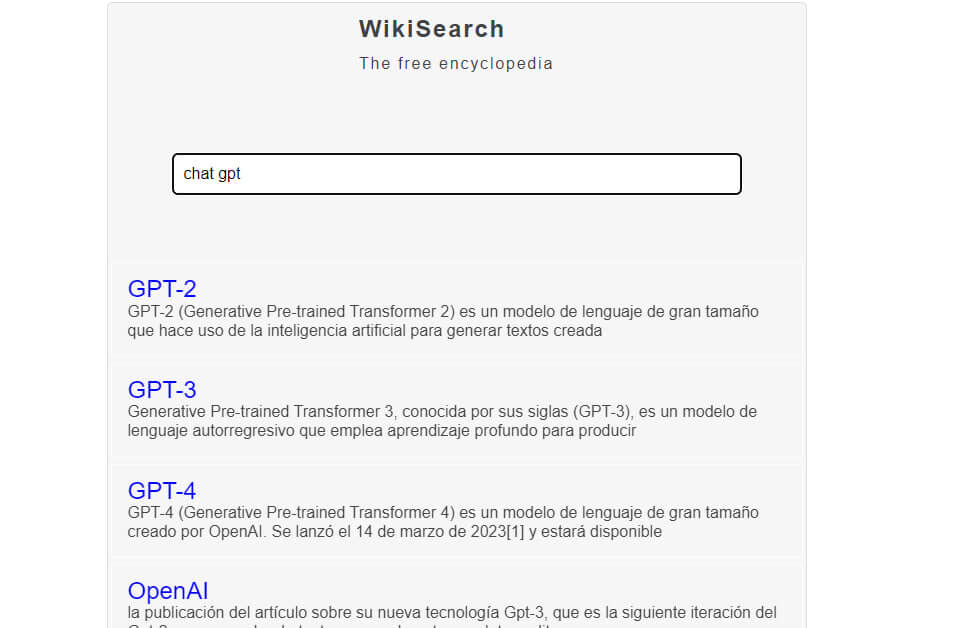 WikiSearch
The free encyclopedia
chat gpt
GPT-2
GPT-2 (Generative Pre-trained Transformer 2) es un modelo de lenguaje de gran tamaño
que hace uso de la inteligencia artificial para generar textos creada
GPT-3
Generative Pre-trained Transformer 3, conocida por sus siglas (GPT-3), es un modelo de
lenguaje autorregresivo que emplea aprendizaje profundo para producir
GPT-4
GPT-4 (Generative Pre-trained Transformer 4) es un modelo de lenguaje de gran tamaño
creado por OpenAI. Se lanzó el 14 de marzo de 2023[1] y estará disponible
OpenAI
la publicación del artículo sobre su nueva tecnología Gpt-3, que es la siguiente iteración del